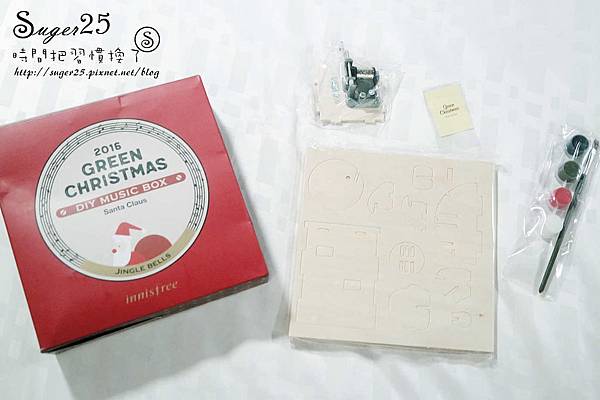 Suger25
時間把習慣換了 S
http://suger25.pixnet.net/blog
2016
GREEN
CHRISTMAS
DIY MUSIC BOX
Santa Claus
JINGLE BELLS
innisfree
Green
Christmas